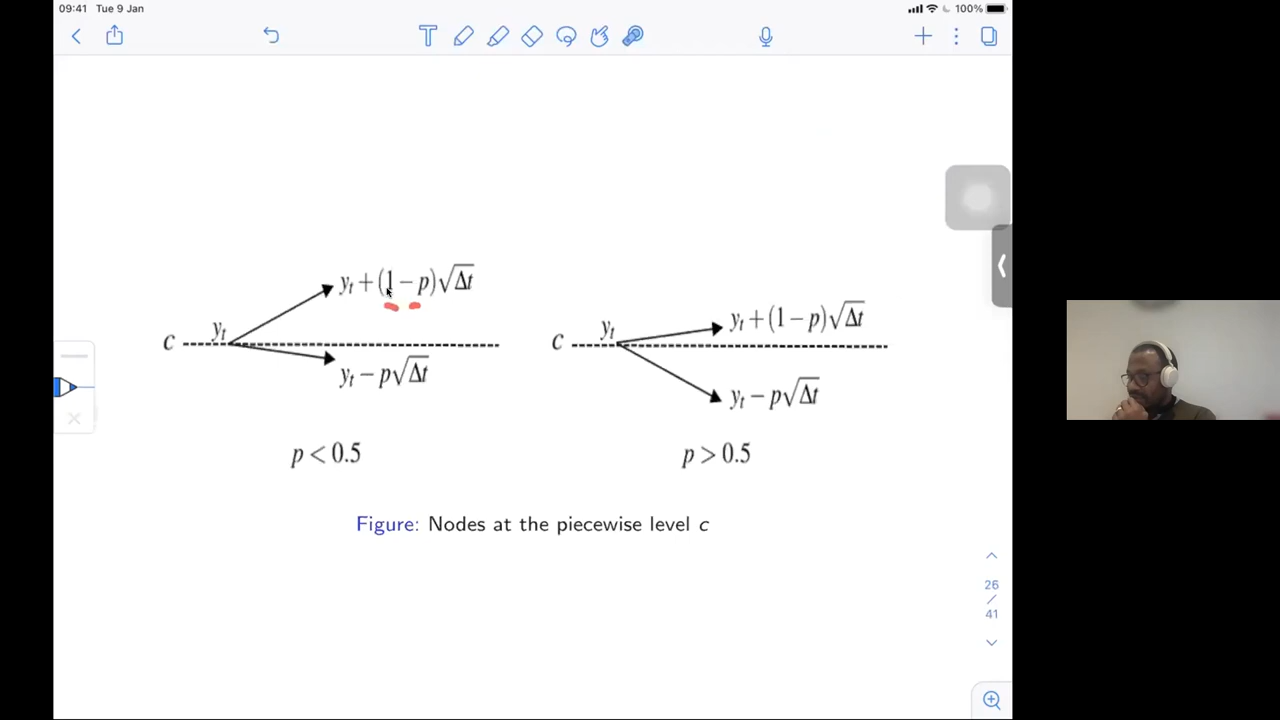 09:41 Tue 9 Jan
100%
y_t + (1 − p)√Δt
y_t
c
y_t − p√Δt
p < 0.5
y_t + (1 − p)√Δt
y_t
c
y_t − p√Δt
p > 0.5
Figure: Nodes at the piecewise level c
26
/
41